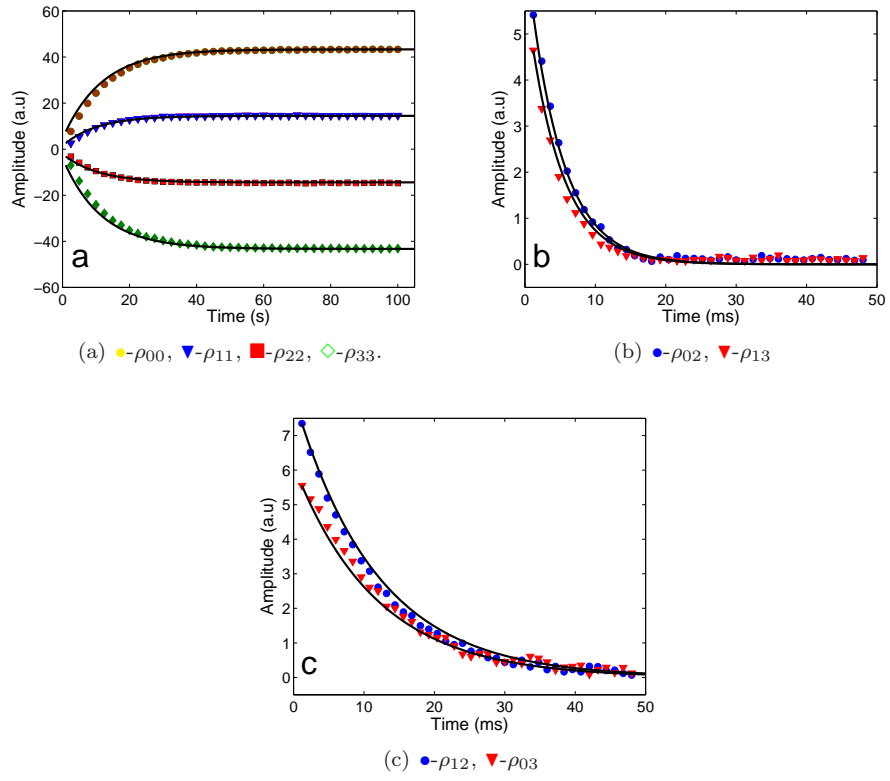 60
40
20
0
−20
−40
−60
0 20 40 60 80 100
Amplitude (a.u)
Time (s)
a
(a) ●-ρ00, ▼-ρ11, ■-ρ22, ◇-ρ33.
5
4
3
2
1
0
0 10 20 30 40 50
Amplitude (a.u)
Time (ms)
b
(b) ●-ρ02, ▼-ρ13
7
6
5
4
3
2
1
0
0 10 20 30 40 50
Amplitude (a.u)
Time (ms)
c
(c) ●-ρ12, ▼-ρ03